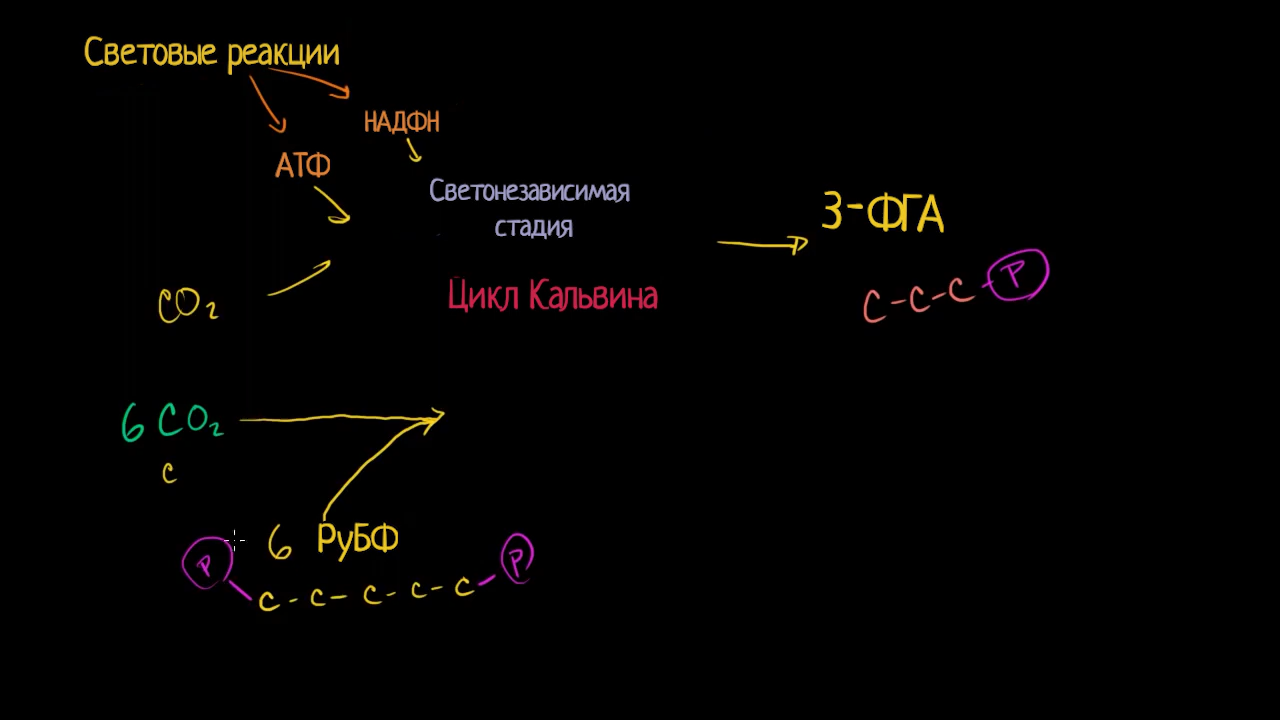 Световые реакции
НАДФН
АТФ
Светонезависимая
стадия
3-ФГА
CO₂
Цикл Кальвина
C-C-C-P
6 CO₂
C
6 РуБФ
P
P
C-C-C-C-C